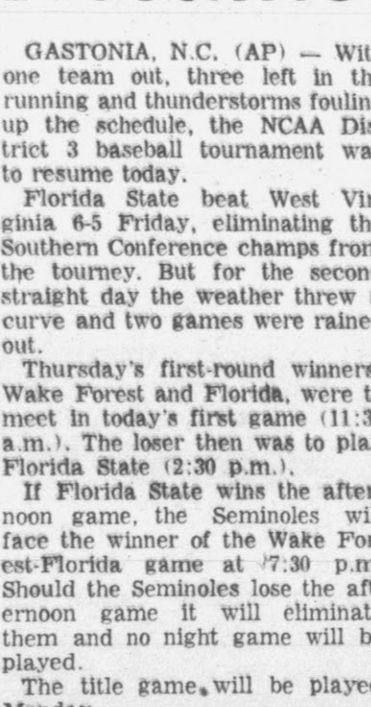 GASTONIA, N.C. (AP) — Wit
one team out, three left in th
running and thunderstorms foulin
up the schedule, the NCAA Dis
trict 3 baseball tournament wa
to resume today.
Florida State beat West Vir
ginia 6-5 Friday, eliminating th
Southern Conference champs from
the tourney. But for the secon
straight day the weather threw
curve and two games were raine
out.
Thursday's first-round winners
Wake Forest and Florida, were t
meet in today's first game (11:3
a.m.). The loser then was to pla
Florida State (2:30 p.m.).
If Florida State wins the after
noon game, the Seminoles wi
face the winner of the Wake For
est-Florida game at 7:30 p.m
Should the Seminoles lose the aft
ernoon game it will eliminat
them and no night game will b
played.
The title game will be playe